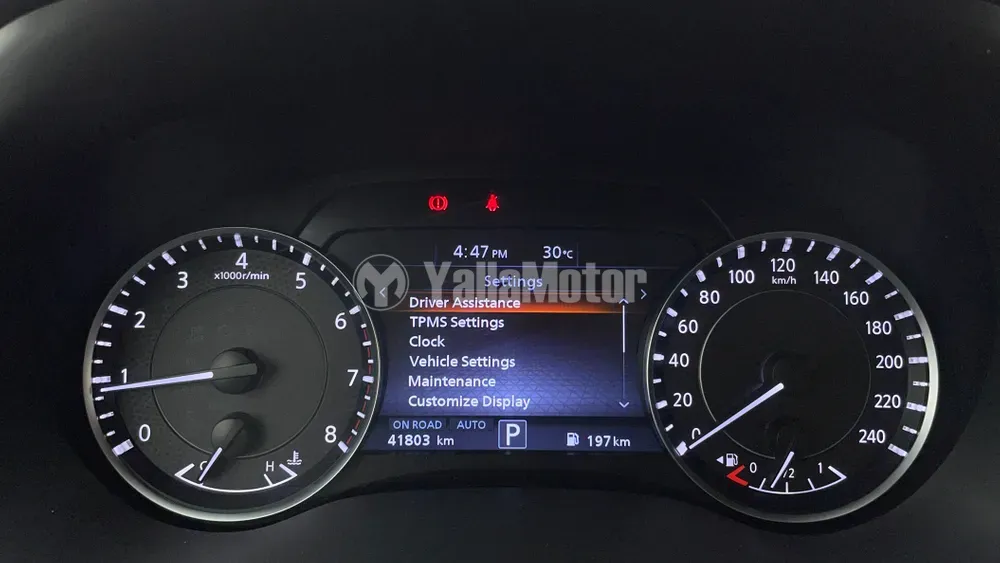 4:47 PM 30°C
YallaMotor
Settings
Driver Assistance
TPMS Settings
Clock
Vehicle Settings
Maintenance
Customize Display
ON ROAD AUTO
41803 km P 197 km
x1000r/min
0 1 2 3 4 5 6 7 8
C H
km/h
0 20 40 60 80 100 120 140 160 180 200 220 240
0 1/2 1